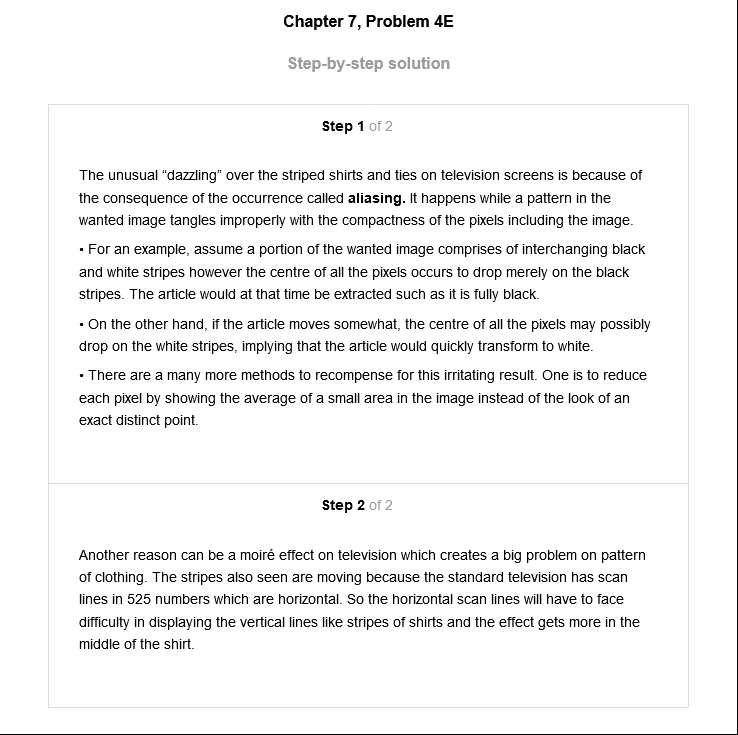 Chapter 7, Problem 4E
Step-by-step solution
Step 1 of 2
The unusual “dazzling” over the striped shirts and ties on television screens is because of
the consequence of the occurrence called aliasing. It happens while a pattern in the
wanted image tangles improperly with the compactness of the pixels including the image.
• For an example, assume a portion of the wanted image comprises of interchanging black
and white stripes however the centre of all the pixels occurs to drop merely on the black
stripes. The article would at that time be extracted such as it is fully black.
• On the other hand, if the article moves somewhat, the centre of all the pixels may possibly
drop on the white stripes, implying that the article would quickly transform to white.
• There are a many more methods to recompense for this irritating result. One is to reduce
each pixel by showing the average of a small area in the image instead of the look of an
exact distinct point.
Step 2 of 2
Another reason can be a moiré effect on television which creates a big problem on pattern
of clothing. The stripes also seen are moving because the standard television has scan
lines in 525 numbers which are horizontal. So the horizontal scan lines will have to face
difficulty in displaying the vertical lines like stripes of shirts and the effect gets more in the
middle of the shirt.